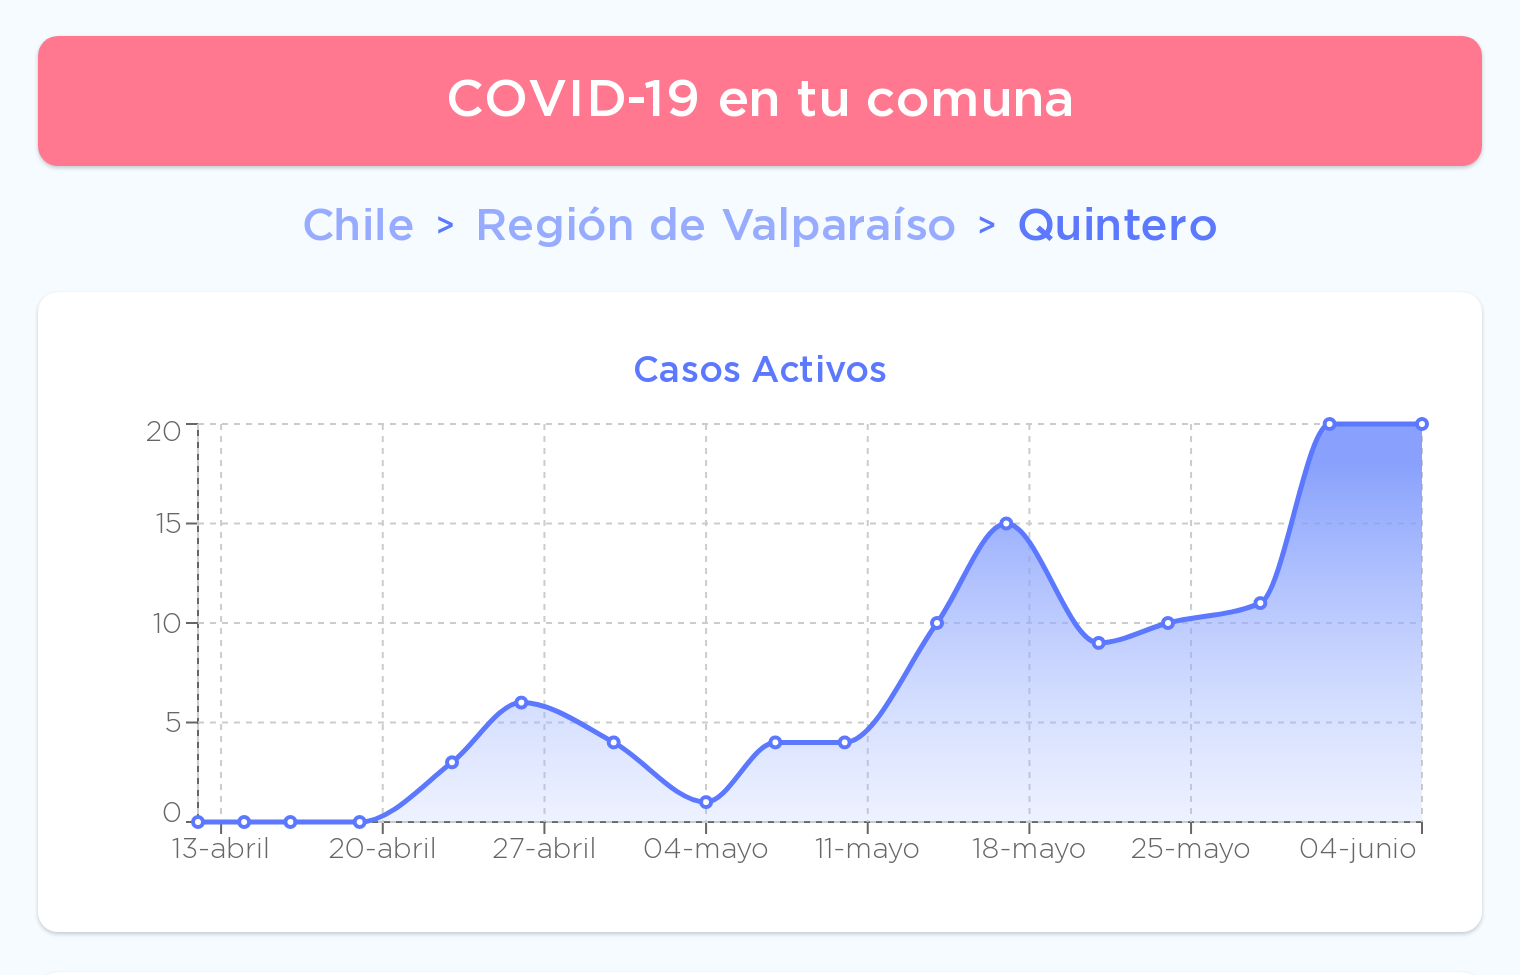 COVID-19 en tu comuna
Chile > Región de Valparaíso > Quintero
Casos Activos
20
15
10
5
0
13-abril 20-abril 27-abril 04-mayo 11-mayo 18-mayo 25-mayo 04-junio